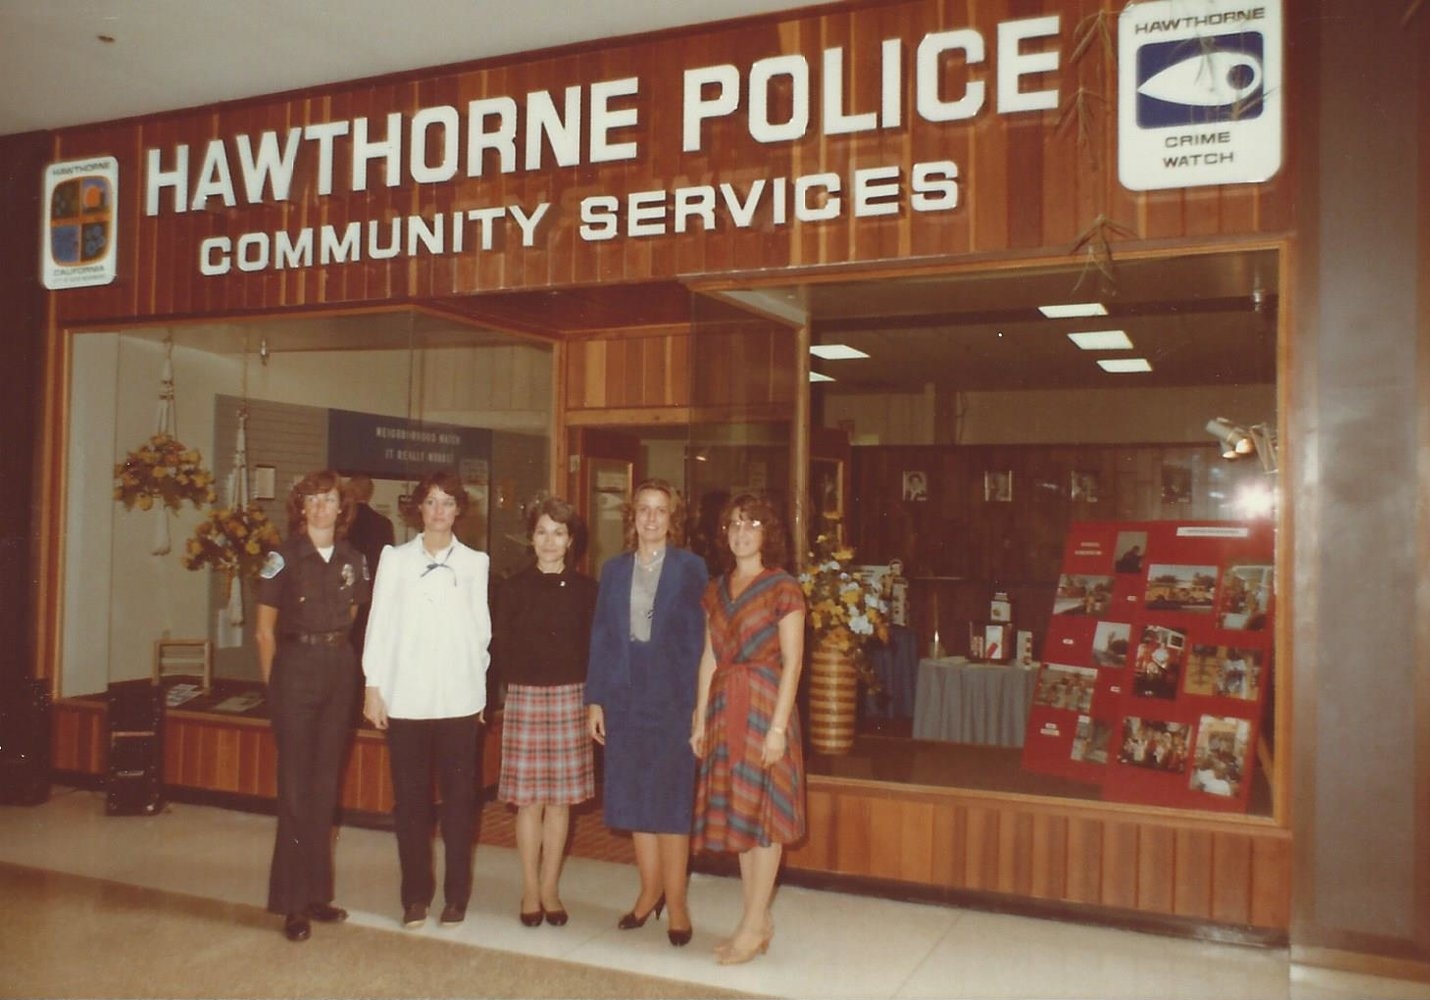 HAWTHORNE POLICE
COMMUNITY SERVICES
HAWTHORNE
CALIFORNIA
HAWTHORNE
CRIME
WATCH
NEIGHBORHOOD WATCH
IT REALLY WORKS!